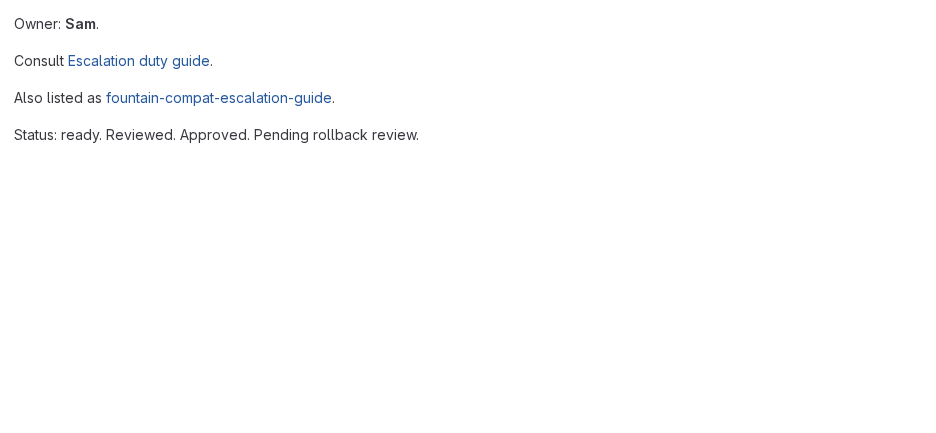 Owner: Sam.
Consult Escalation duty guide.
Also listed as fountain-compat-escalation-guide.
Status: ready. Reviewed. Approved. Pending rollback review.